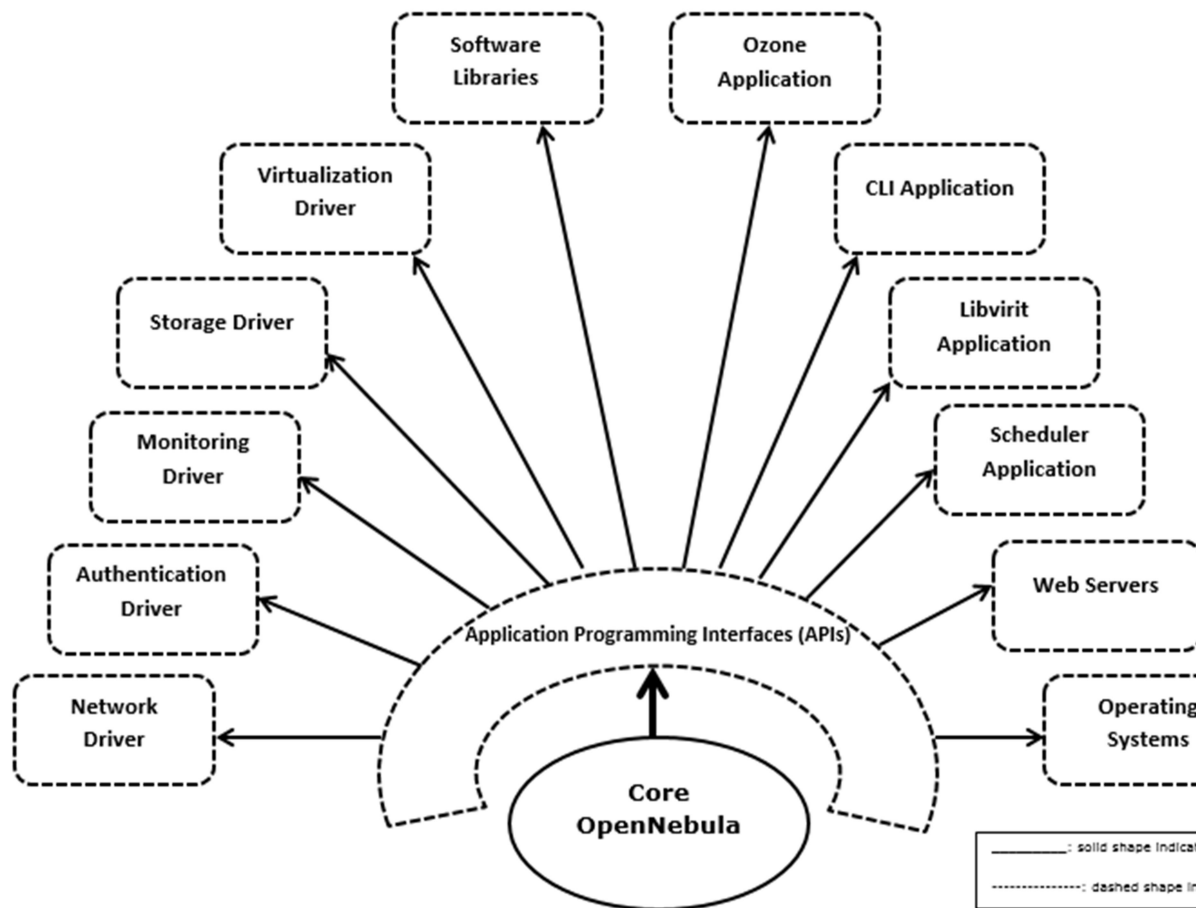 Software
Libraries
Ozone
Application
Virtualization
Driver
CLI Application
Storage Driver
Libvirit
Application
Monitoring
Driver
Scheduler
Application
Authentication
Driver
Web Servers
Application Programming Interfaces (APIs)
Network
Driver
Operating
Systems
Core
OpenNebula
: solid shape
: dashed shape